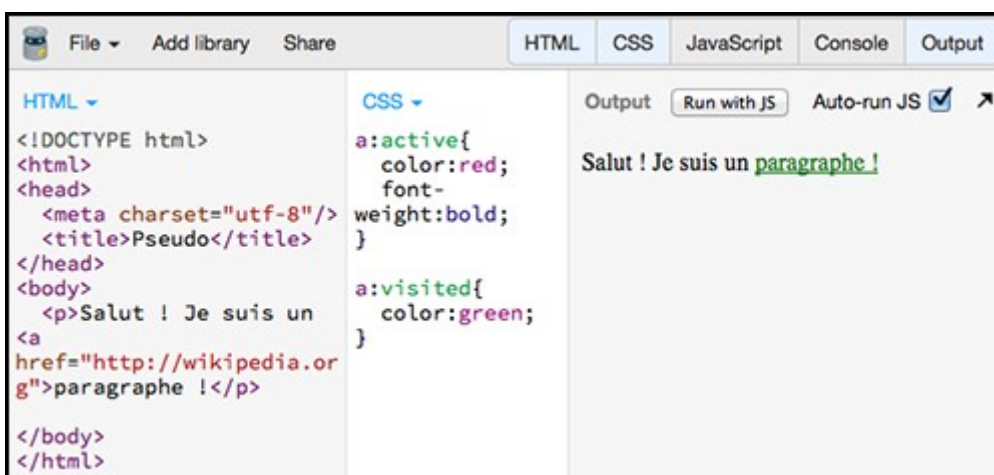 File Add library Share HTML CSS JavaScript Console Output
HTML
<!DOCTYPE html>
<html>
<head>
<meta charset="utf-8"/>
<title>Pseudo</title>
</head>
<body>
<p>Salut ! Je suis un
<a
href="http://wikipedia.or
g">paragraphe !</p>
</body>
</html>
CSS
a:active{
color:red;
font-
weight:bold;
}
a:visited{
color:green;
}
Output Run with JS Auto-run JS
Salut ! Je suis un paragraphe !